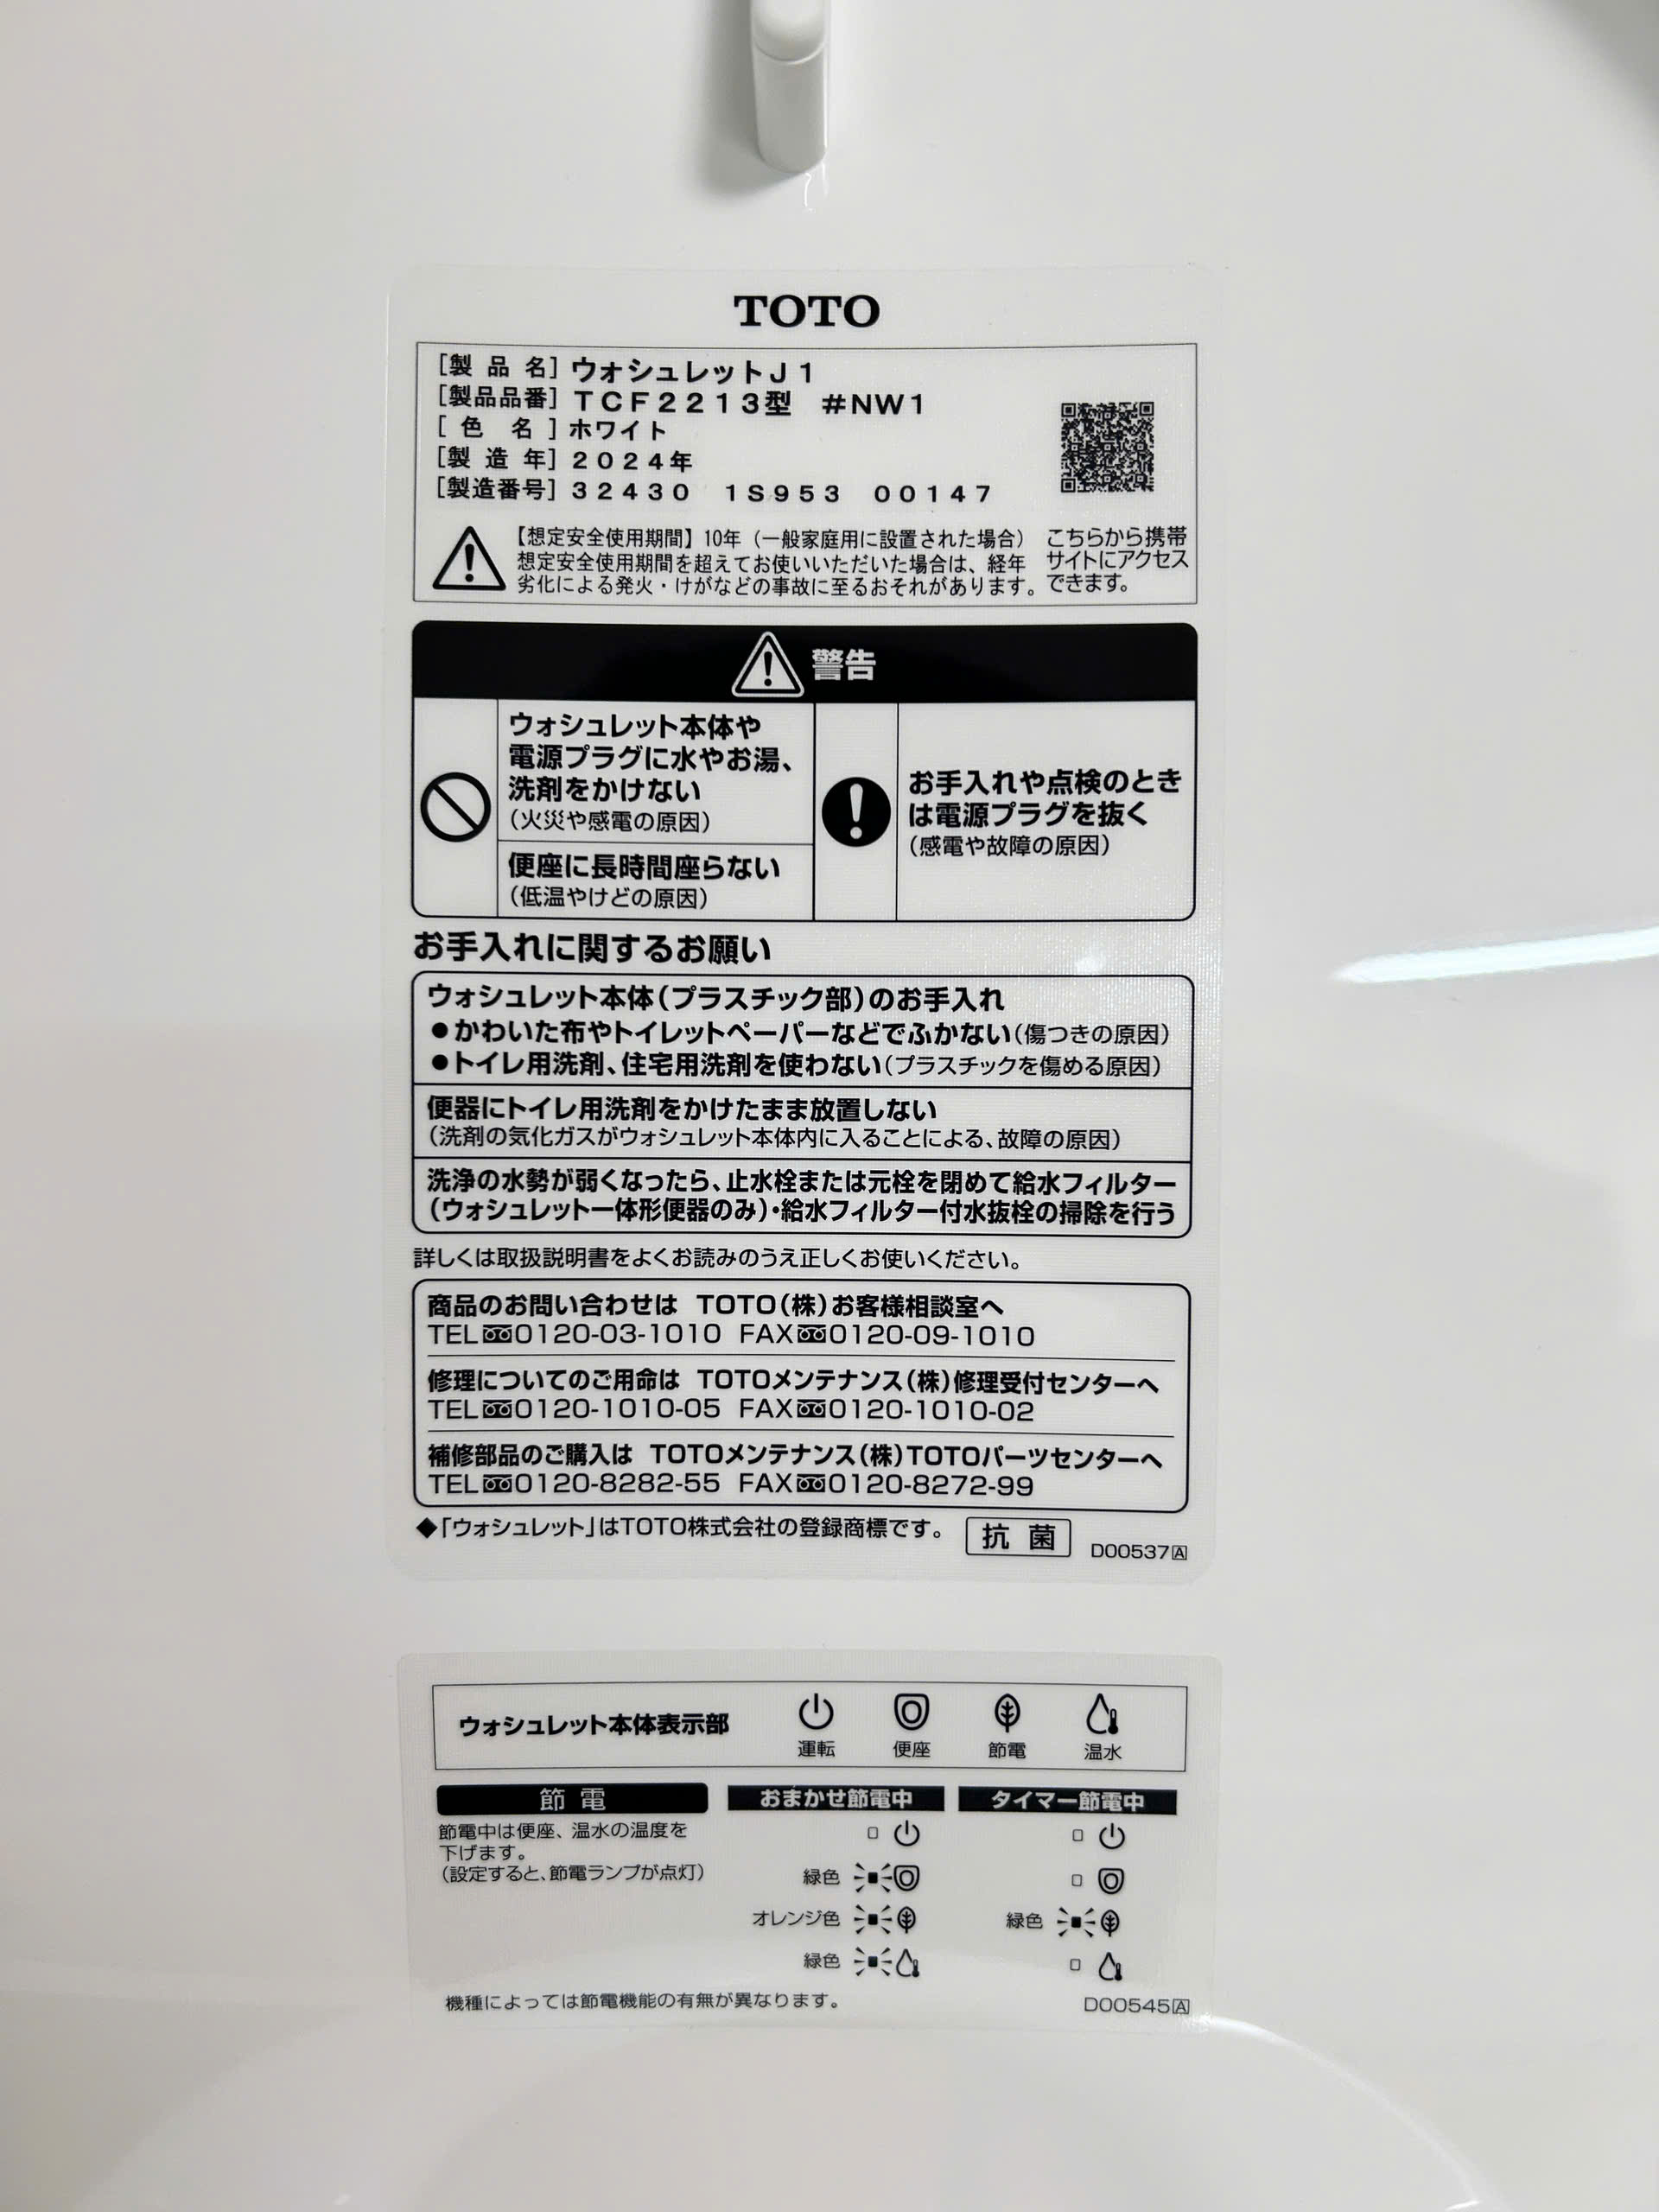 TOTO
[製品名] ウォシュレットJ1
[製品品番] TCF2213型 #NW1
[色名] ホワイト
[製造年] 2024年
[製造番号] 32430 1S953 00147
【想定安全使用期間】10年（一般家庭用に設置された場合）
想定安全使用期間を超えてお使いいただいた場合は、経年
劣化による発火・けがなどの事故に至るおそれがあります。
こちらから携帯
サイトにアクセス
できます。
警告
ウォシュレット本体や
電源プラグに水やお湯、
洗剤をかけない
（火災や感電の原因）
便座に長時間座らない
（低温やけどの原因）
お手入れや点検のとき
は電源プラグを抜く
（感電や故障の原因）
お手入れに関するお願い
ウォシュレット本体（プラスチック部）のお手入れ
●かわいた布やトイレットペーパーなどでふかない（傷つきの原因）
●トイレ用洗剤、住宅用洗剤を使わない（プラスチックを傷める原因）
便器にトイレ用洗剤をかけたまま放置しない
（洗剤の気化ガスがウォシュレット本体内に入ることによる、故障の原因）
洗浄の水勢が弱くなったら、止水栓または元栓を閉めて給水フィルター
（ウォシュレット一体形便器のみ）・給水フィルター付水抜栓の掃除を行う
詳しくは取扱説明書をよくお読みのうえ正しくお使いください。
商品のお問い合わせは TOTO（株）お客様相談室へ
TEL 0120-03-1010 FAX 0120-09-1010
修理についてのご用命は TOTOメンテナンス（株）修理受付センターへ
TEL 0120-1010-05 FAX 0120-1010-02
補修部品のご購入は TOTOメンテナンス（株）TOTOパーツセンターへ
TEL 0120-8282-55 FAX 0120-8272-99
◆「ウォシュレット」はTOTO株式会社の登録商標です。
抗菌
D00537A
ウォシュレット本体表示部
運転 便座 節電 温水
節電
節電中は便座、温水の温度を
下げます。
（設定すると、節電ランプが点灯）
おまかせ節電中
緑色
オレンジ色
緑色
タイマー節電中
緑色
機種によっては節電機能の有無が異なります。
D00545A